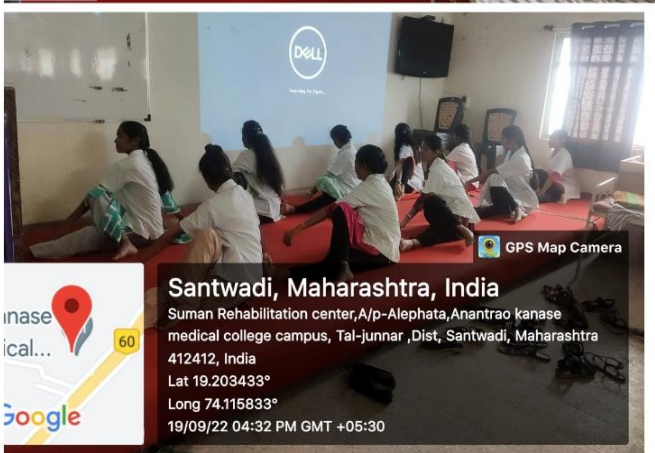 DELL
GPS Map Camera
Santwadi, Maharashtra, India
Suman Rehabilitation center,A/p-Alephata,Anantrao kanase
medical college campus, Tal-junnar ,Dist, Santwadi, Maharashtra
412412, India
Lat 19.203433°
Long 74.115833°
19/09/22 04:32 PM GMT +05:30
anase
ical...
60
Google